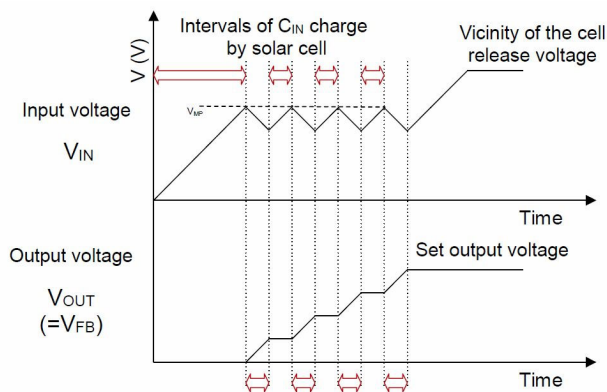 Intervals of CIN charge
by solar cell
Vicinity of the cell
release voltage
V (V)
Input voltage
VIN
VMP
Time
Output voltage
VOUT
(=VFB)
Set output voltage
Time